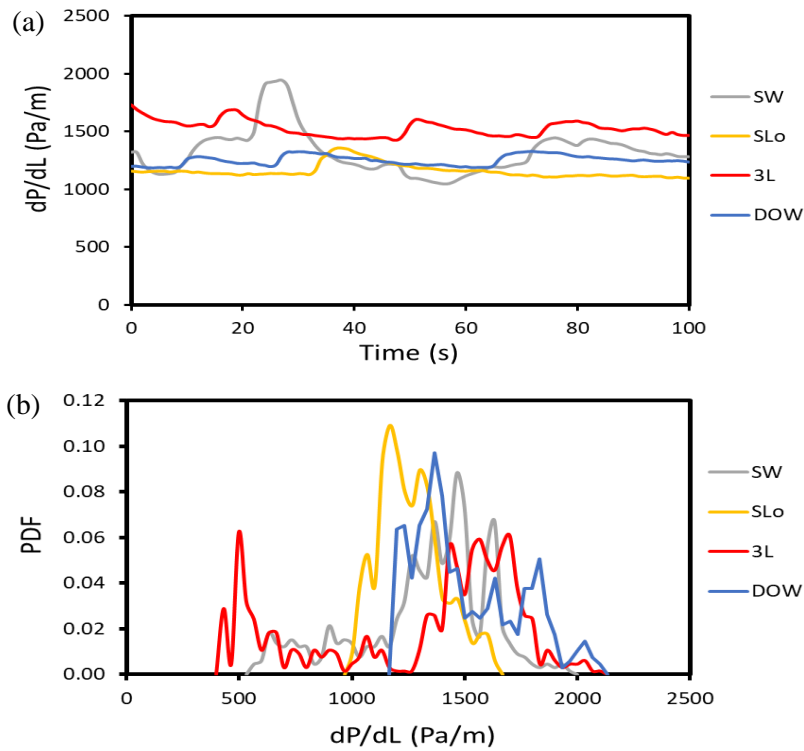 (a)
2500
2000
1500
1000
500
0
dP/dL (Pa/m)
0 20 40 60 80 100
Time (s)
SW
SLo
3L
DOW
(b)
0.12
0.10
0.08
0.06
0.04
0.02
0.00
PDF
0 500 1000 1500 2000 2500
dP/dL (Pa/m)
SW
SLo
3L
DOW